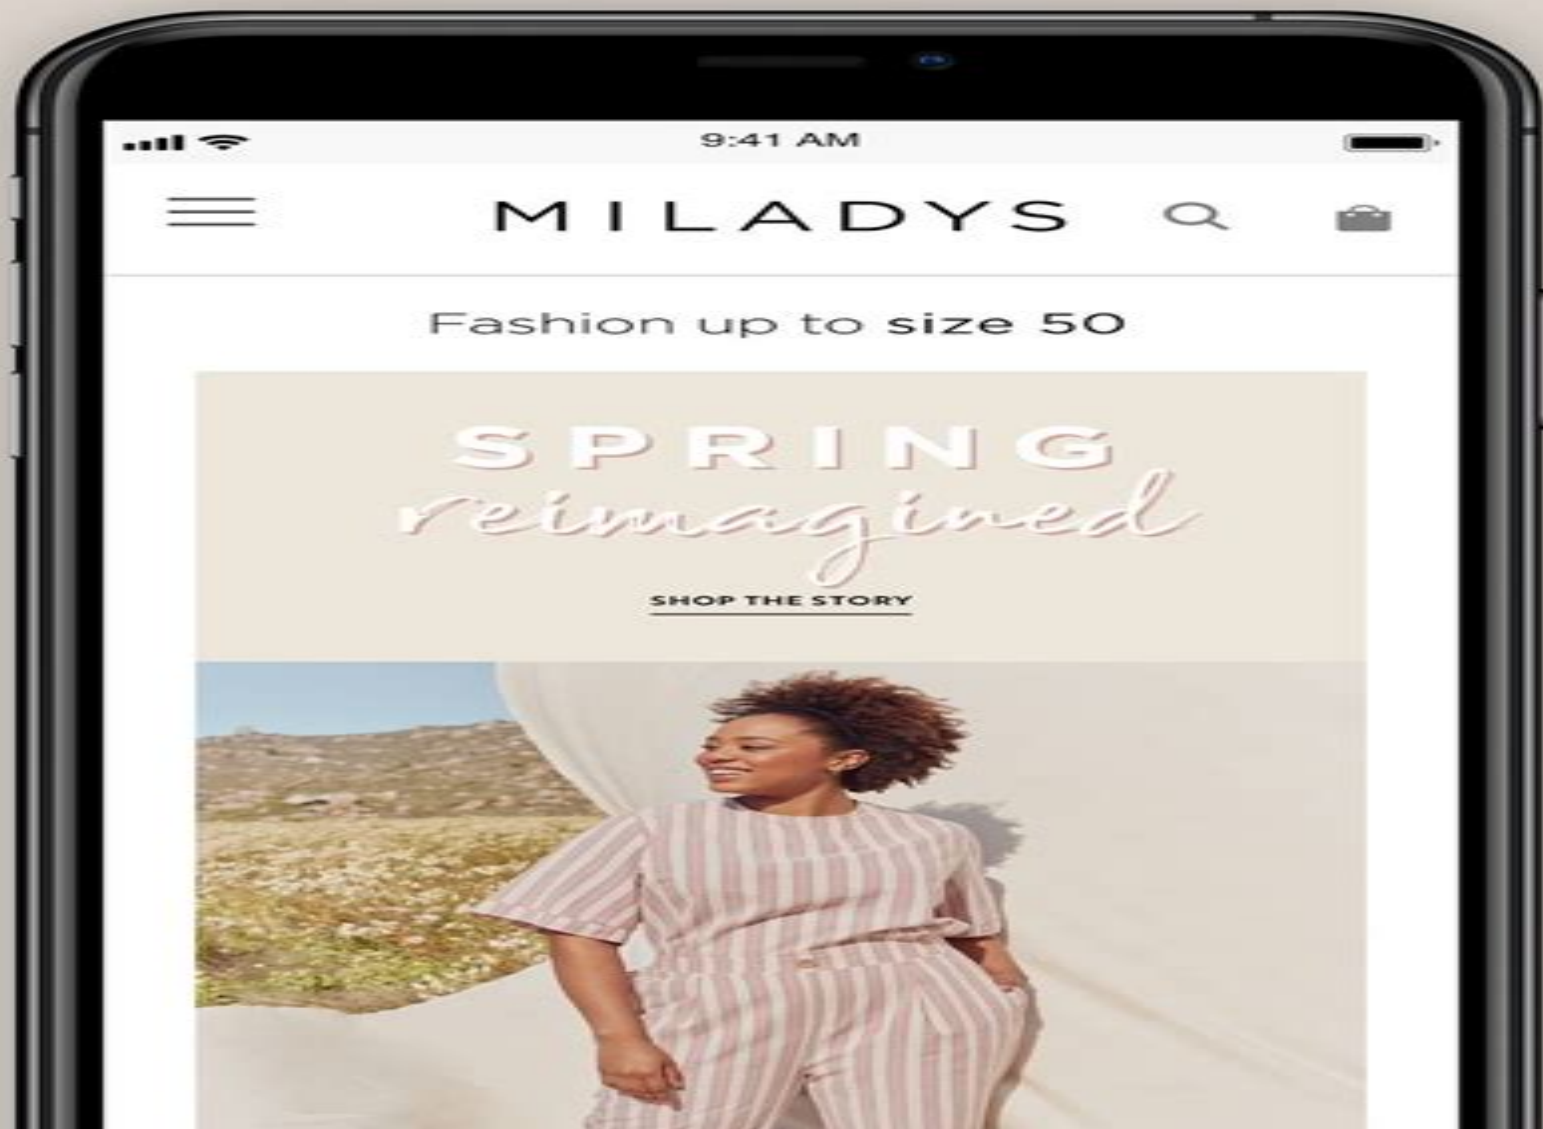 9:41 AM
MILADYS
Fashion up to size 50
SPRING
reimagined
SHOP THE STORY